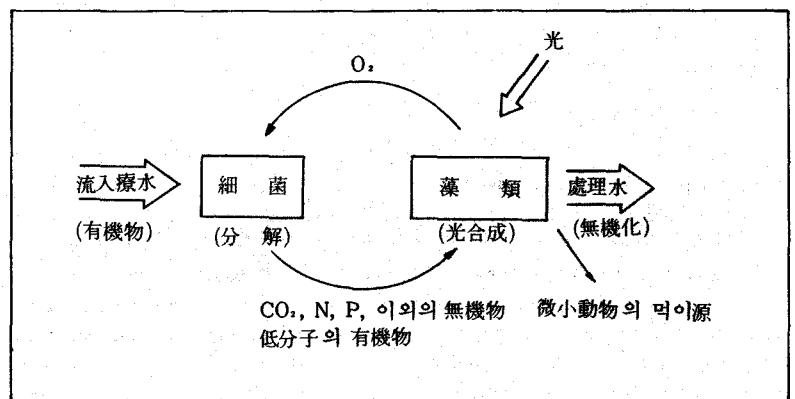 光
O₂
流入療水
細 菌
藻 類
處理水
(有機物)
(分 解)
(光合成)
(無機化)
CO₂, N, P, 이외의 無機物
低分子의 有機物
微小動物의 먹이源